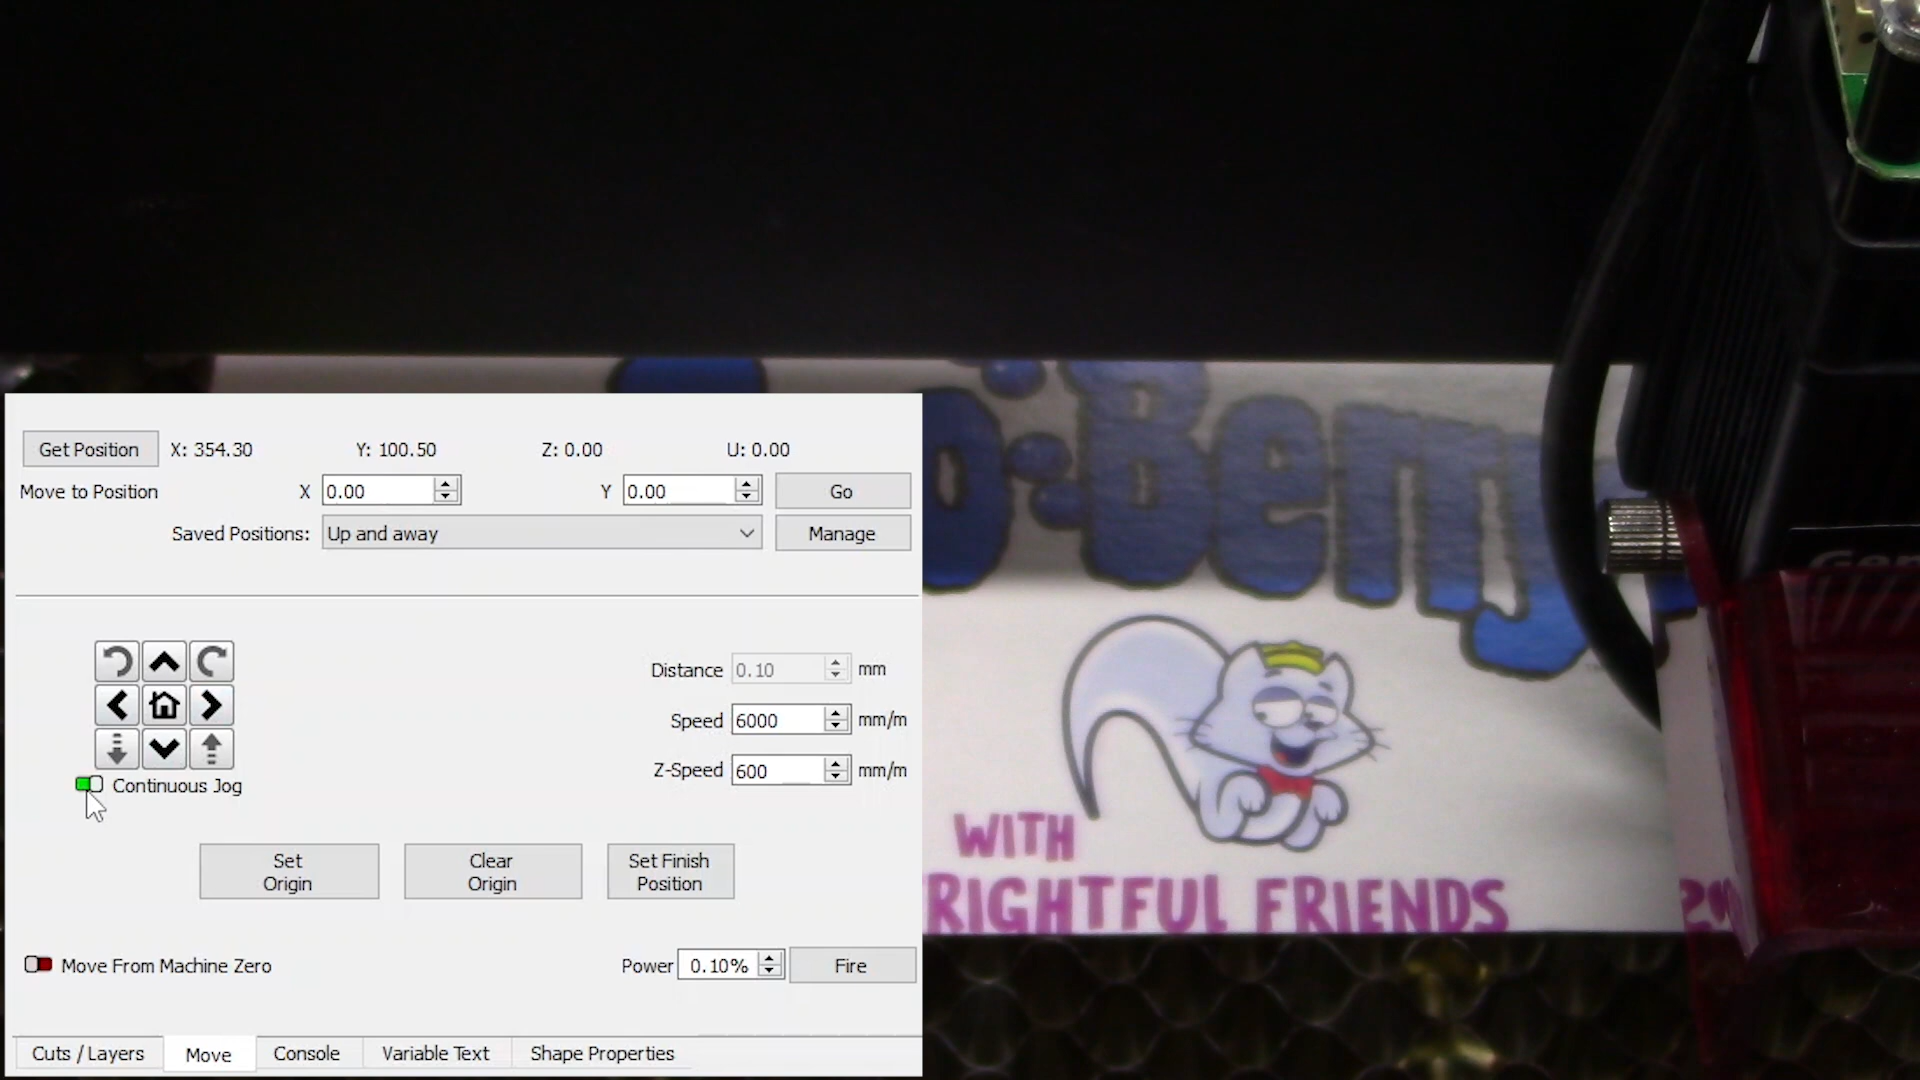 Get Position X: 354.30 Y: 100.50 Z: 0.00 U: 0.00
Move to Position X 0.00 Y 0.00 Go
Saved Positions: Up and away Manage
Distance 0.10 mm
Speed 6000 mm/m
Z-Speed 600 mm/m
Continuous Jog
Set Origin
Clear Origin
Set Finish Position
Move From Machine Zero Power 0.10% Fire
Cuts / Layers Move Console Variable Text Shape Properties
o·Berry
WITH
RIGHTFUL FRIENDS